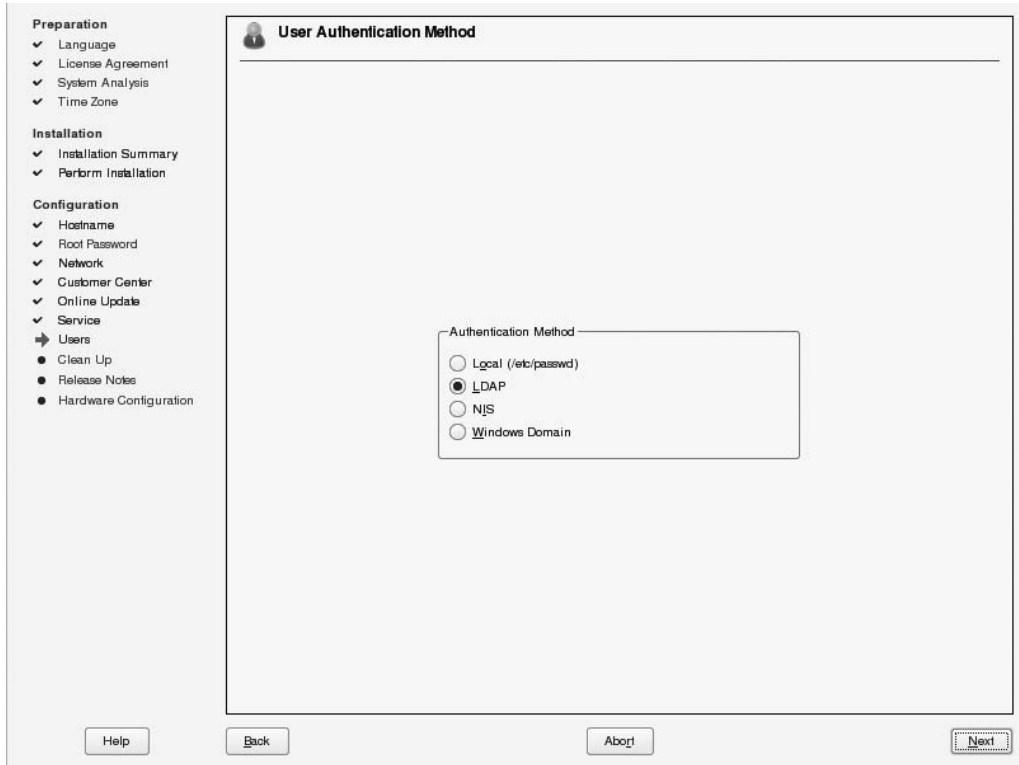 Preparation
Language
License Agreement
System Analysis
Time Zone
Installation
Installation Summary
Perform Installation
Configuration
Hostname
Root Password
Network
Customer Center
Online Update
Service
Users
Clean Up
Release Notes
Hardware Configuration
User Authentication Method
Authentication Method
Local (/etc/passwd)
LDAP
NIS
Windows Domain
Help
Back
Abort
Next